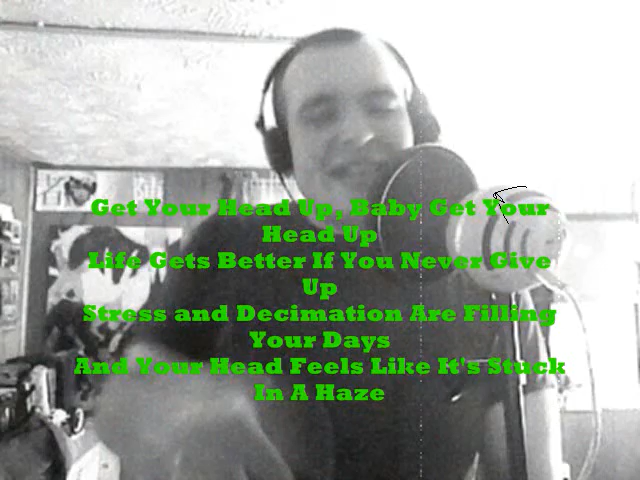 Get Your Head Up, Baby Get Your
Head Up
Life Gets Better If You Never Give
Up
Stress and Decimation Are Filling
Your Days
And Your Head Feels Like It's Stuck
In A Haze